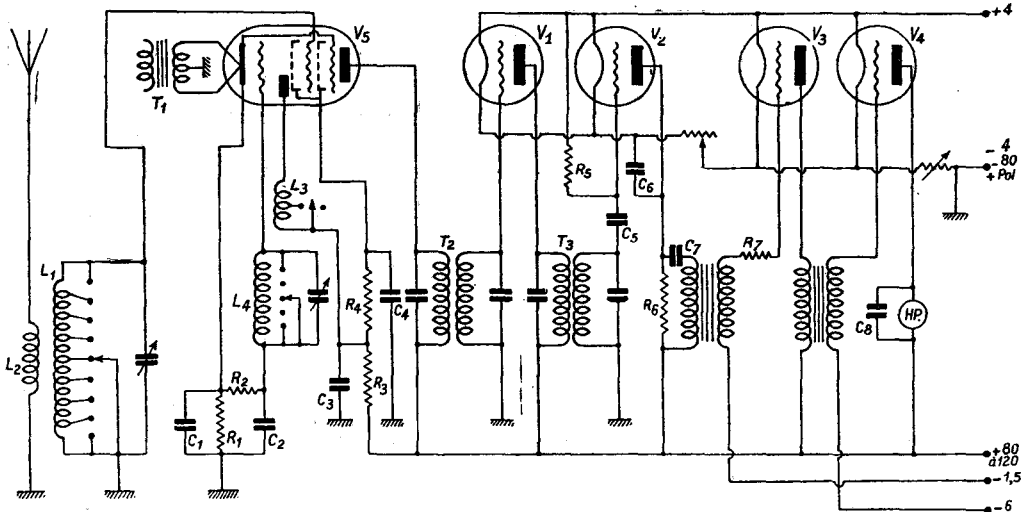 V5
V1
V2
V3
V4
+4
T1
- 4
- 80
+ Pol
R5
C6
L3
C5
T2
T3
C7
R7
L1
L4
R4
C4
R6
C8
HP.
L2
R2
C3
R3
C1
R1
C2
+80
à120
-1,5
-6